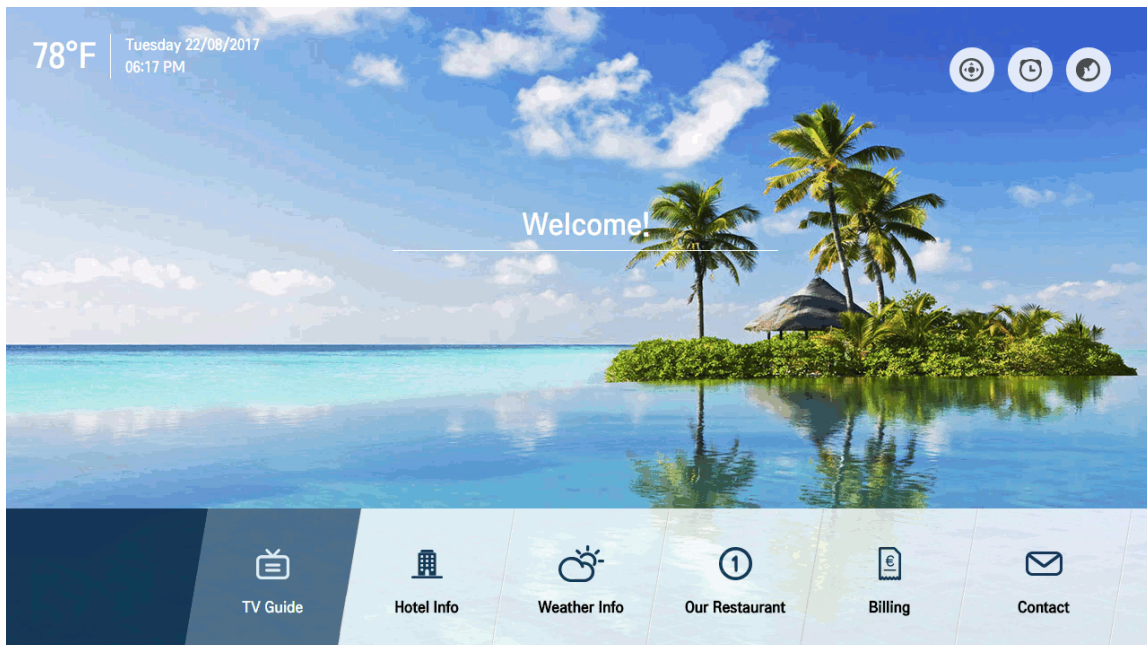 78°F
Tuesday 22/08/2017
06:17 PM
Welcome!
TV Guide
Hotel Info
Weather Info
1
Our Restaurant
€
Billing
Contact